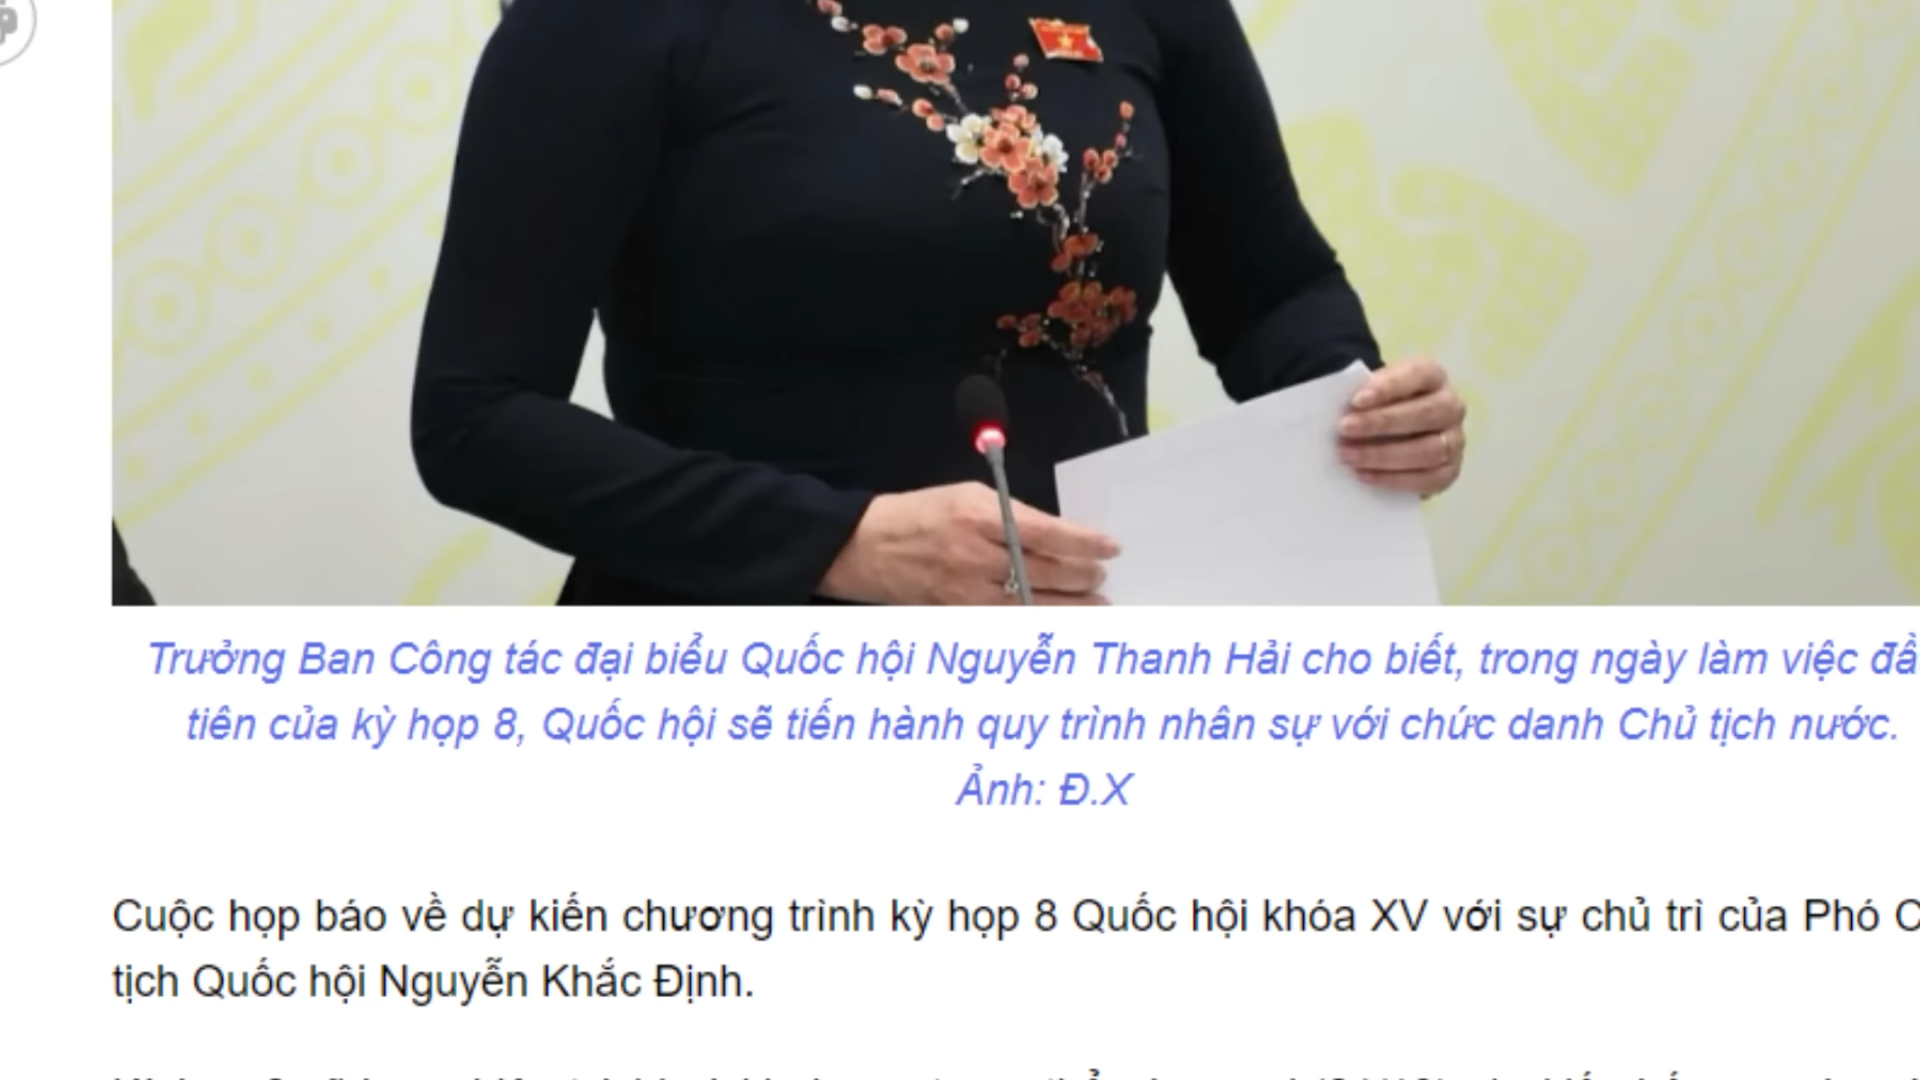 Trưởng Ban Công tác đại biểu Quốc hội Nguyễn Thanh Hải cho biết, trong ngày làm việc
tiên của kỳ họp 8, Quốc hội sẽ tiến hành quy trình nhân sự với chức danh Chủ tịch nước.
Ảnh: Đ.X
Cuộc họp báo về dự kiến chương trình kỳ họp 8 Quốc hội khóa XV với sự chủ trì của Phó
tịch Quốc hội Nguyễn Khắc Định.